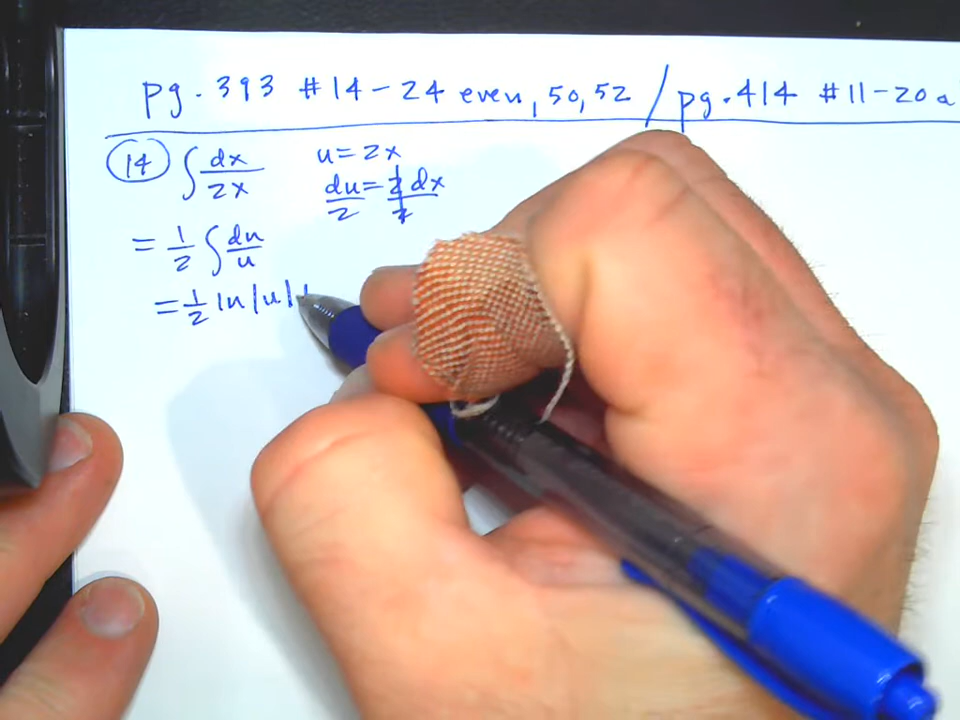 pg. 393 #14-24 even, 50, 52 / pg. 414 #11-20 a
14 ∫ dx/2x u = 2x
du/2 = 2dx/2
= 1/2 ∫ du/u
= 1/2 ln|u|